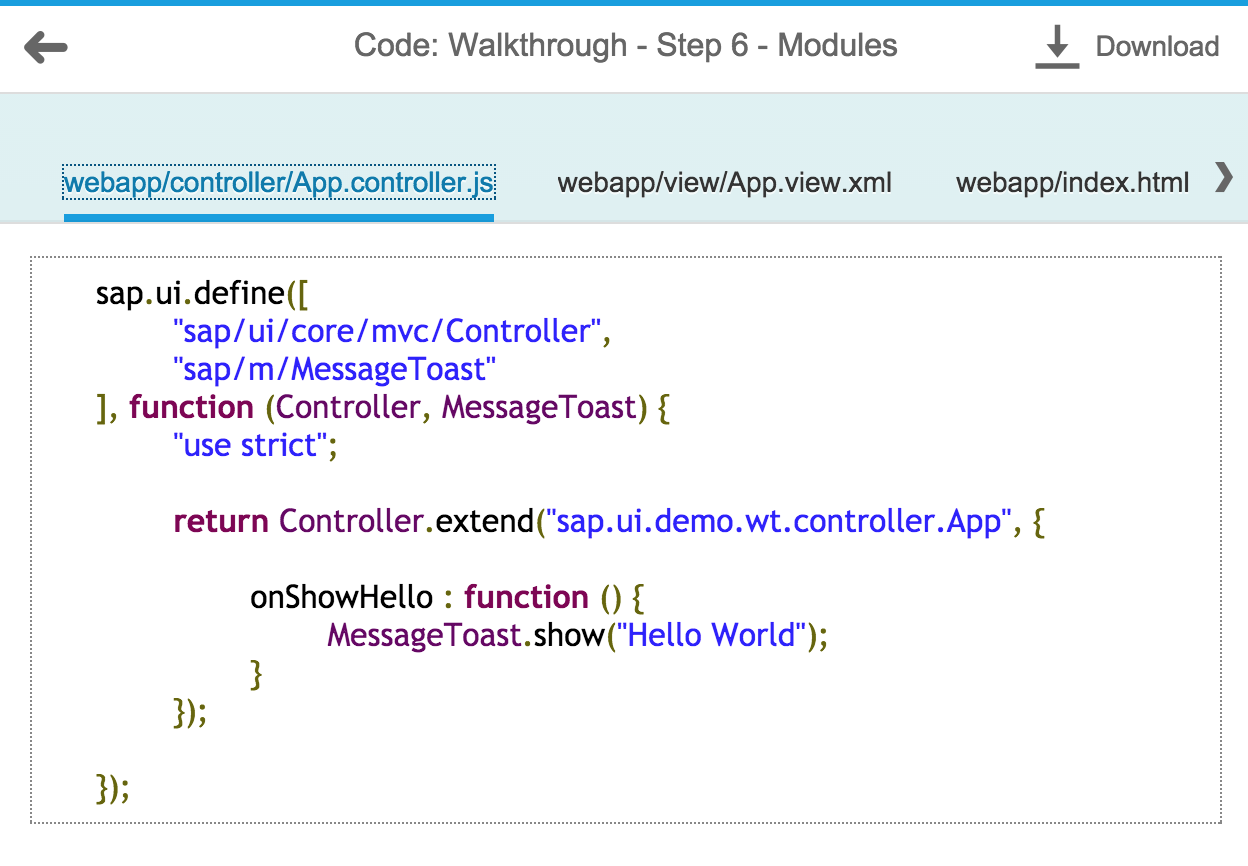 Code: Walkthrough - Step 6 - Modules
Download
webapp/controller/App.controller.js
webapp/view/App.view.xml
webapp/index.html
sap.ui.define([
"sap/ui/core/mvc/Controller",
"sap/m/MessageToast"
], function (Controller, MessageToast) {
"use strict";
return Controller.extend("sap.ui.demo.wt.controller.App", {
onShowHello : function () {
MessageToast.show("Hello World");
}
});
});